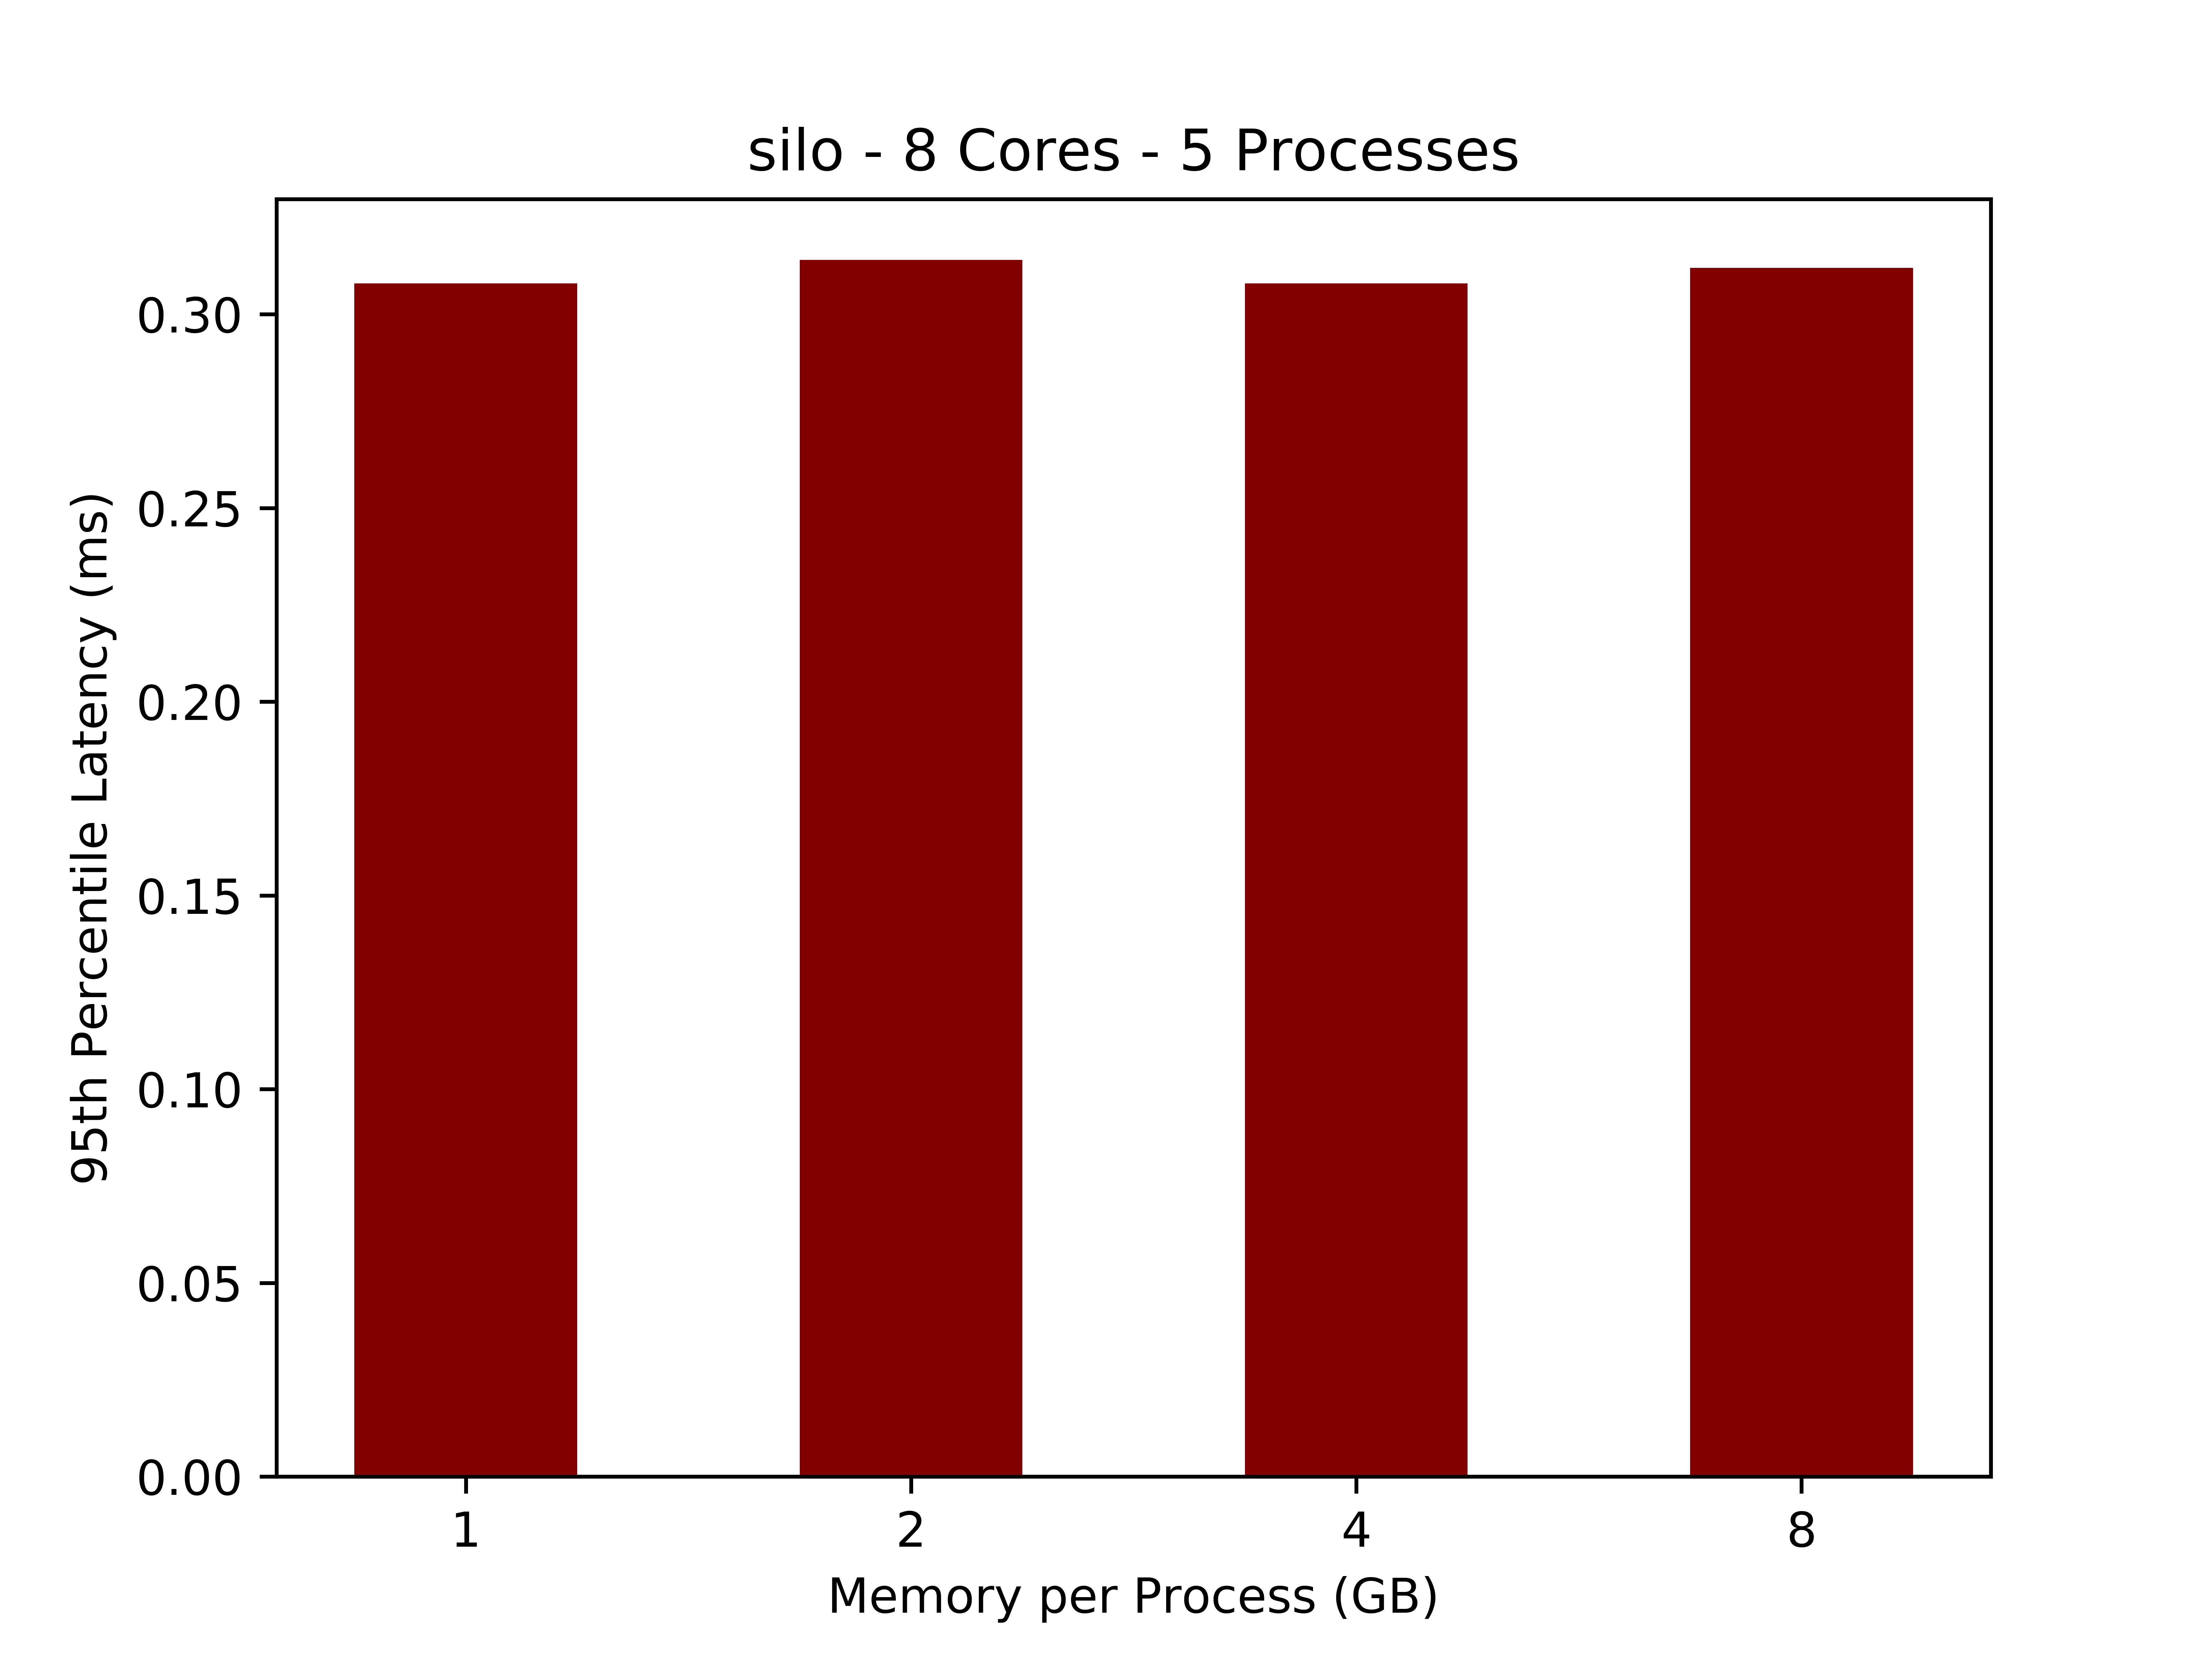 silo - 8 Cores - 5 Processes
95th Percentile Latency (ms)
0.30
0.25
0.20
0.15
0.10
0.05
0.00
1 2 4 8
Memory per Process (GB)